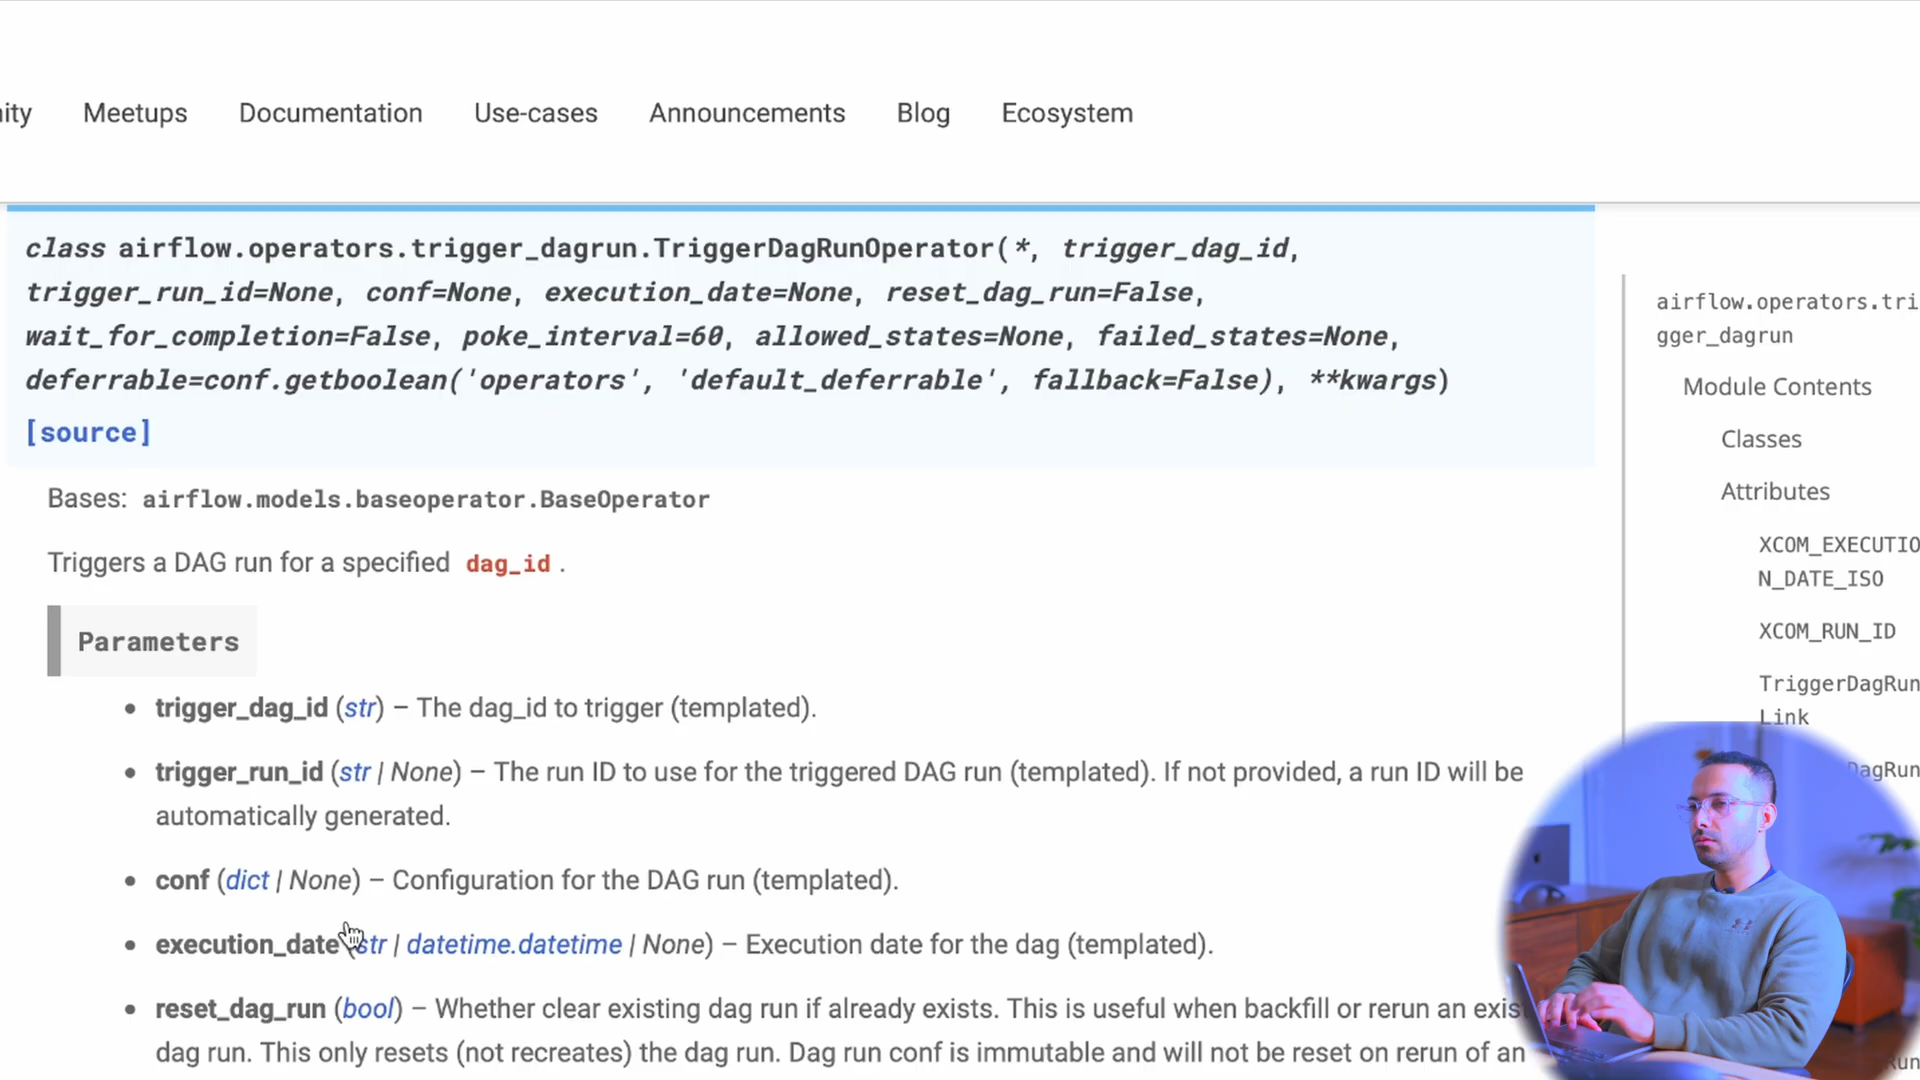 ity Meetups Documentation Use-cases Announcements Blog Ecosystem
class airflow.operators.trigger_dagrun.TriggerDagRunOperator(*, trigger_dag_id,
trigger_run_id=None, conf=None, execution_date=None, reset_dag_run=False,
wait_for_completion=False, poke_interval=60, allowed_states=None, failed_states=None,
deferrable=conf.getboolean('operators', 'default_deferrable', fallback=False), **kwargs)
[source]
Bases: airflow.models.baseoperator.BaseOperator
Triggers a DAG run for a specified dag_id .
Parameters
• trigger_dag_id (str) – The dag_id to trigger (templated).
• trigger_run_id (str | None) – The run ID to use for the triggered DAG run (templated). If not provided, a run ID will be
automatically generated.
• conf (dict | None) – Configuration for the DAG run (templated).
• execution_date (str | datetime.datetime | None) – Execution date for the dag (templated).
• reset_dag_run (bool) – Whether clear existing dag run if already exists. This is useful when backfill or rerun an exis
dag run. This only resets (not recreates) the dag run. Dag run conf is immutable and will not be reset on rerun of an
airflow.operators.tri
gger_dagrun
Module Contents
Classes
Attributes
XCOM_EXECUTIO
N_DATE_ISO
XCOM_RUN_ID
TriggerDagRun
Link
DagRun
Run